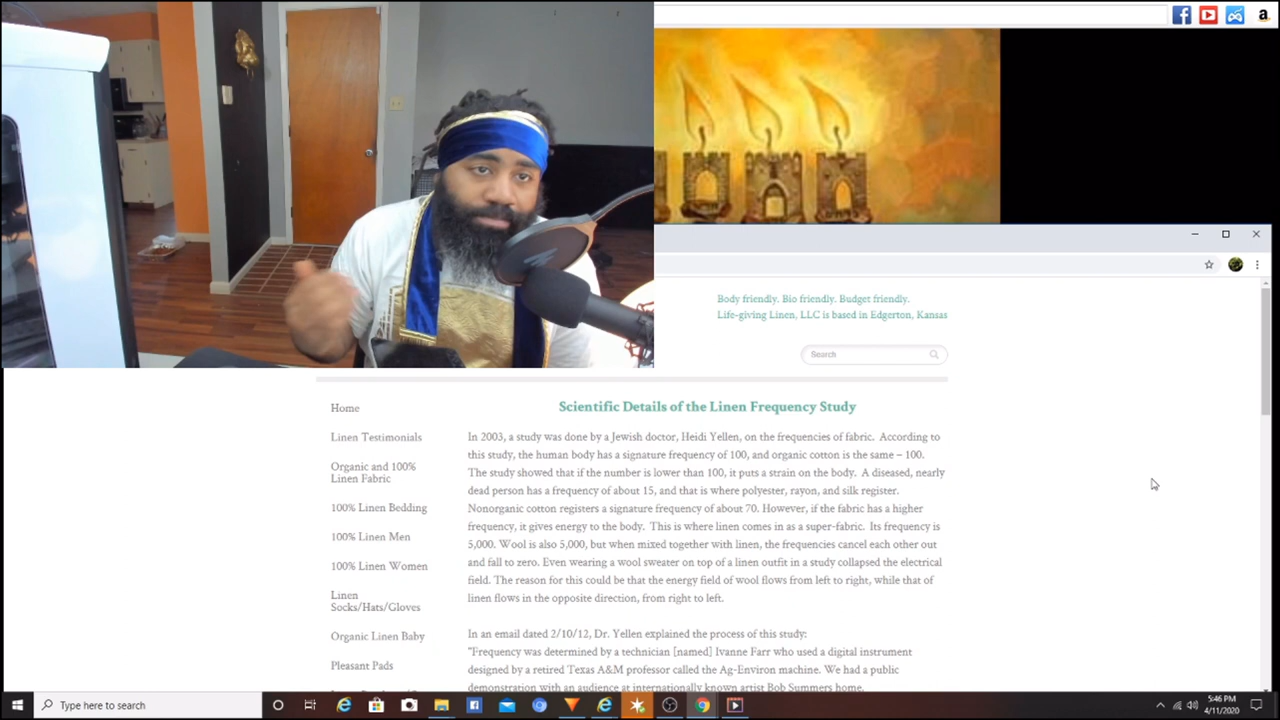 Body friendly. Bio friendly. Budget friendly.
Life-giving Linen, LLC is based in Edgerton, Kansas
Search
Home
Linen Testimonials
Organic and 100%
Linen Fabric
100% Linen Bedding
100% Linen Men
100% Linen Women
Linen
Socks/Hats/Gloves
Organic Linen Baby
Pleasant Pads
Scientific Details of the Linen Frequency Study
In 2003, a study was done by a Jewish doctor, Heidi Yellen, on the frequencies of fabric. According to
this study, the human body has a signature frequency of 100, and organic cotton is the same – 100.
The study showed that if the number is lower than 100, it puts a strain on the body. A diseased, nearly
dead person has a frequency of about 15, and that is where polyester, rayon, and silk register.
Nonorganic cotton registers a signature frequency of about 70. However, if the fabric has a higher
frequency, it gives energy to the body. This is where linen comes in as a super-fabric. Its frequency is
5,000. Wool is also 5,000, but when mixed together with linen, the frequencies cancel each other out
and fall to zero. Even wearing a wool sweater on top of a linen outfit in a study collapsed the electrical
field. The reason for this could be that the energy field of wool flows from left to right, while that of
linen flows in the opposite direction, from right to left.
In an email dated 2/10/12, Dr. Yellen explained the process of this study:
"Frequency was determined by a technician [named] Ivanne Farr who used a digital instrument
designed by a retired Texas A&M professor called the Ag-Environ machine. We had a public
demonstration with an audience at internationally known artist Bob Summers home.
Type here to search
5:46 PM
4/11/2020